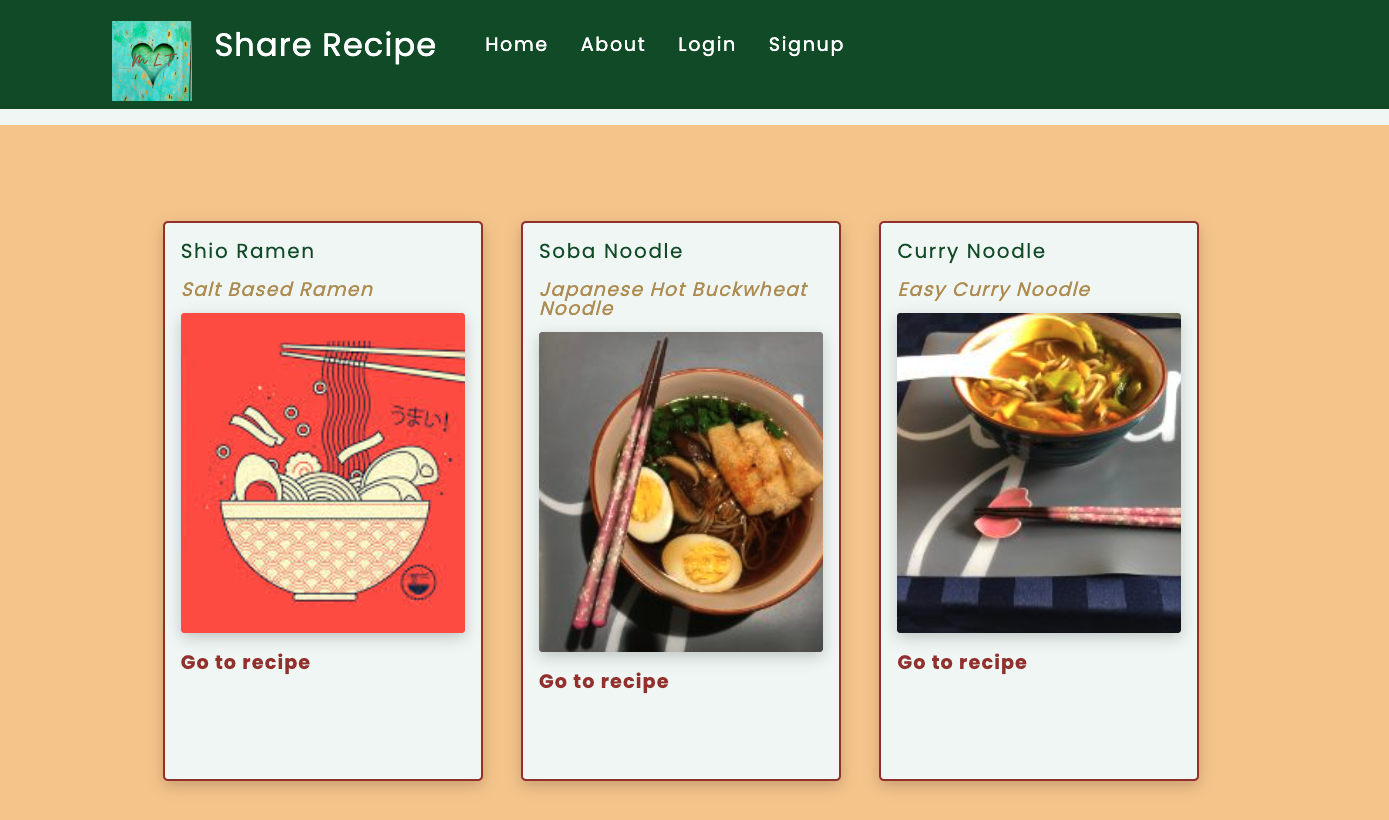 M L T
Share Recipe
Home
About
Login
Signup
Shio Ramen
Salt Based Ramen
うまい!
Go to recipe
Soba Noodle
Japanese Hot Buckwheat
Noodle
Go to recipe
Curry Noodle
Easy Curry Noodle
Go to recipe